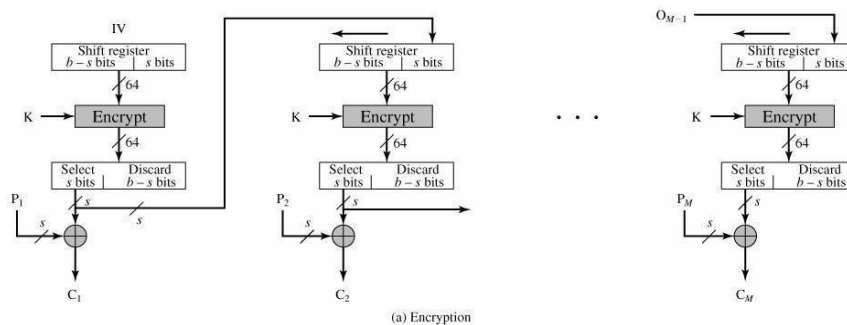 IV
Shift register
b – s bits | s bits
64
K
Encrypt
64
Select Discard
s bits b – s bits
P1
s
s
s
C1
Shift register
b – s bits | s bits
64
K
Encrypt
64
Select Discard
s bits b – s bits
P2
s
s
C2
. . .
OM–1
Shift register
b – s bits | s bits
64
K
Encrypt
64
Select Discard
s bits b – s bits
PM
s
s
CM
(a) Encryption